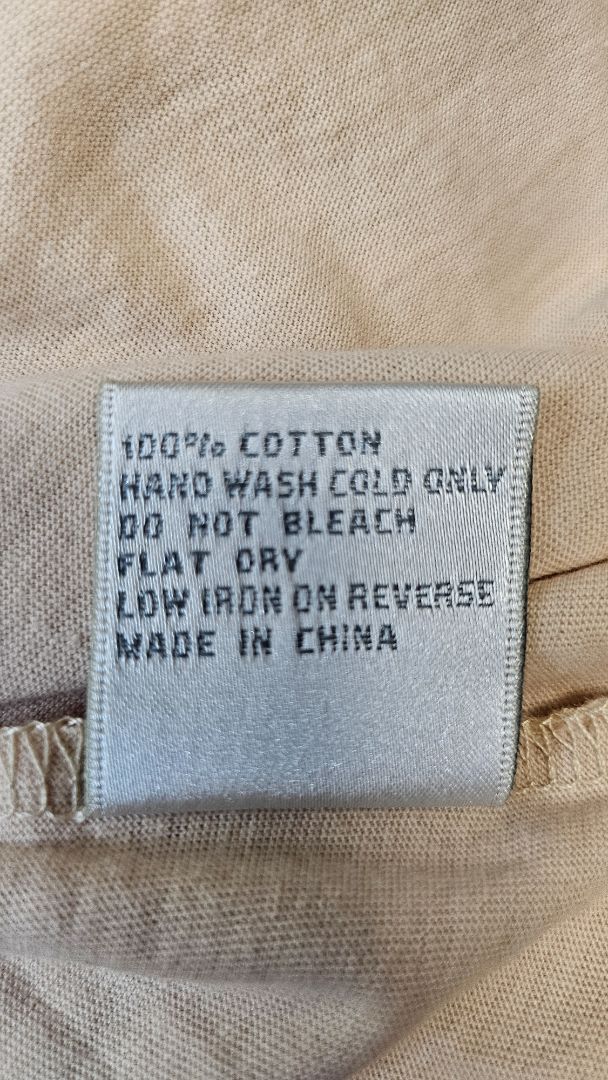 100% COTTON
HAND WASH COLD ONLY
DO NOT BLEACH
FLAT DRY
LOW IRON ON REVERSE
MADE IN CHINA